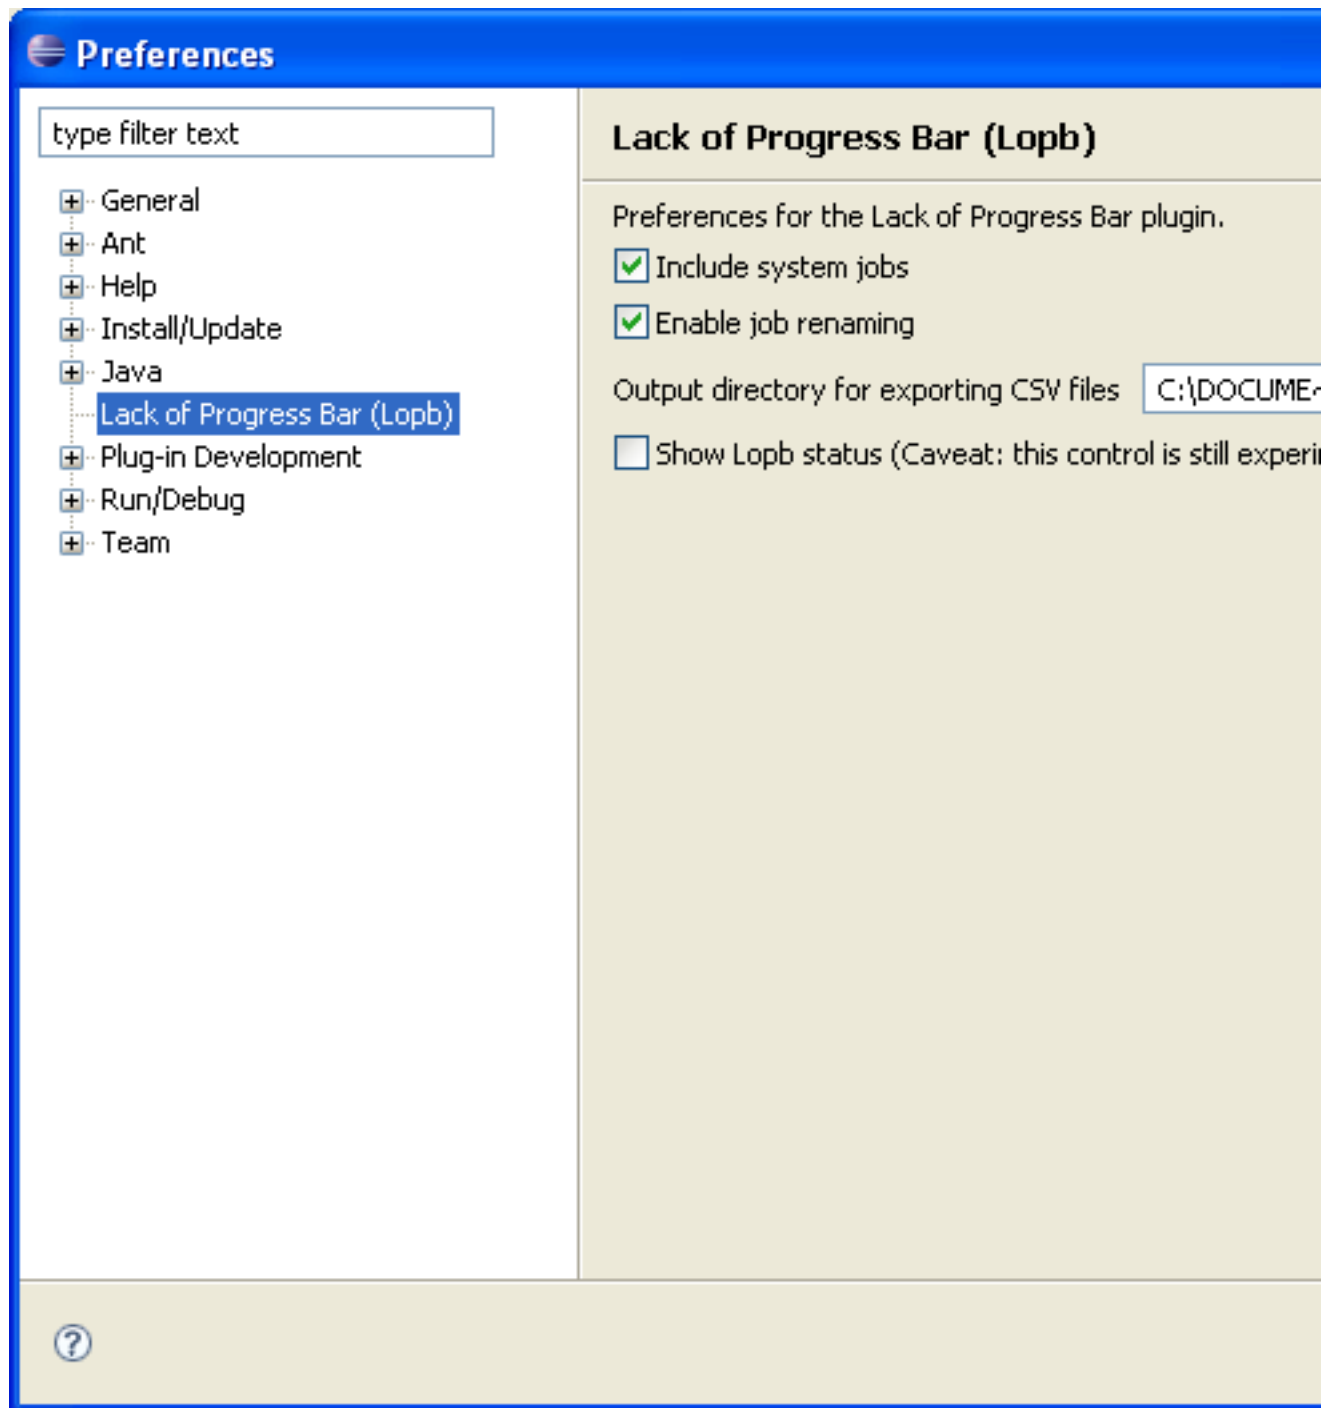 Preferences
type filter text
General
Ant
Help
Install/Update
Java
Lack of Progress Bar (Lopb)
Plug-in Development
Run/Debug
Team
Lack of Progress Bar (Lopb)
Preferences for the Lack of Progress Bar plugin.
Include system jobs
Enable job renaming
Output directory for exporting CSV files C:\DOCUME~
Show Lopb status (Caveat: this control is still